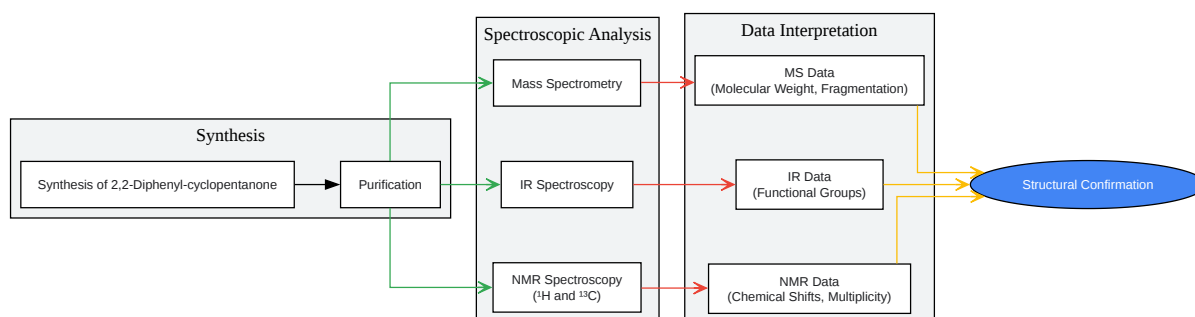 Synthesis
Synthesis of 2,2-Diphenyl-cyclopentanone
Purification
Spectroscopic Analysis
Mass Spectrometry
IR Spectroscopy
NMR Spectroscopy
(¹H and ¹³C)
Data Interpretation
MS Data
(Molecular Weight, Fragmentation)
IR Data
(Functional Groups)
NMR Data
(Chemical Shifts, Multiplicity)
Structural Confirmation